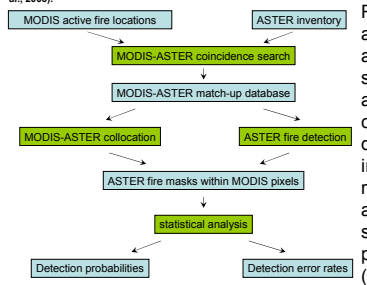 al., 2008).
MODIS active fire locations
ASTER inventory
MODIS-ASTER coincidence search
MODIS-ASTER match-up database
MODIS-ASTER collocation
ASTER fire detection
ASTER fire masks within MODIS pixels
statistical analysis
Detection probabilities
Detection error rates